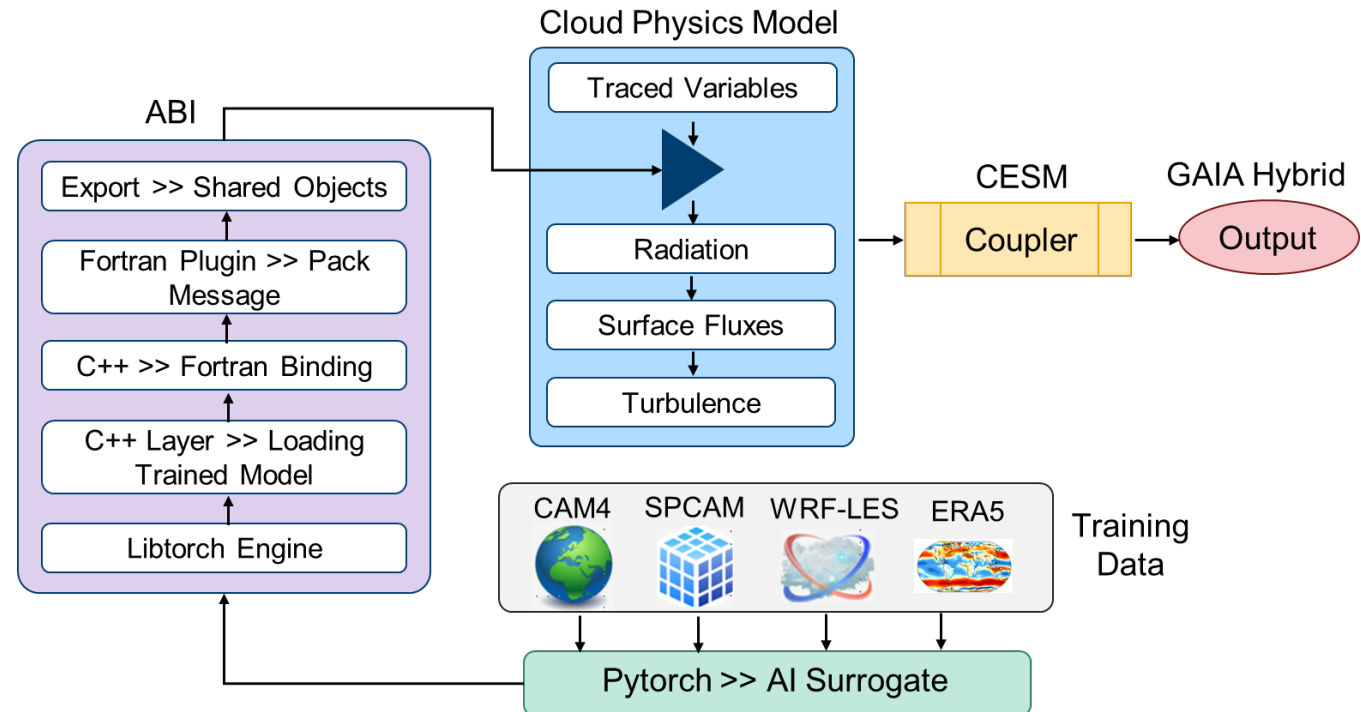 Cloud Physics Model
Traced Variables
Radiation
Surface Fluxes
Turbulence
ABI
Export >> Shared Objects
Fortran Plugin >> Pack
Message
C++ >> Fortran Binding
C++ Layer >> Loading
Trained Model
Libtorch Engine
CESM
Coupler
GAIA Hybrid
Output
CAM4
SPCAM
WRF-LES
ERA5
Training
Data
Pytorch >> AI Surrogate